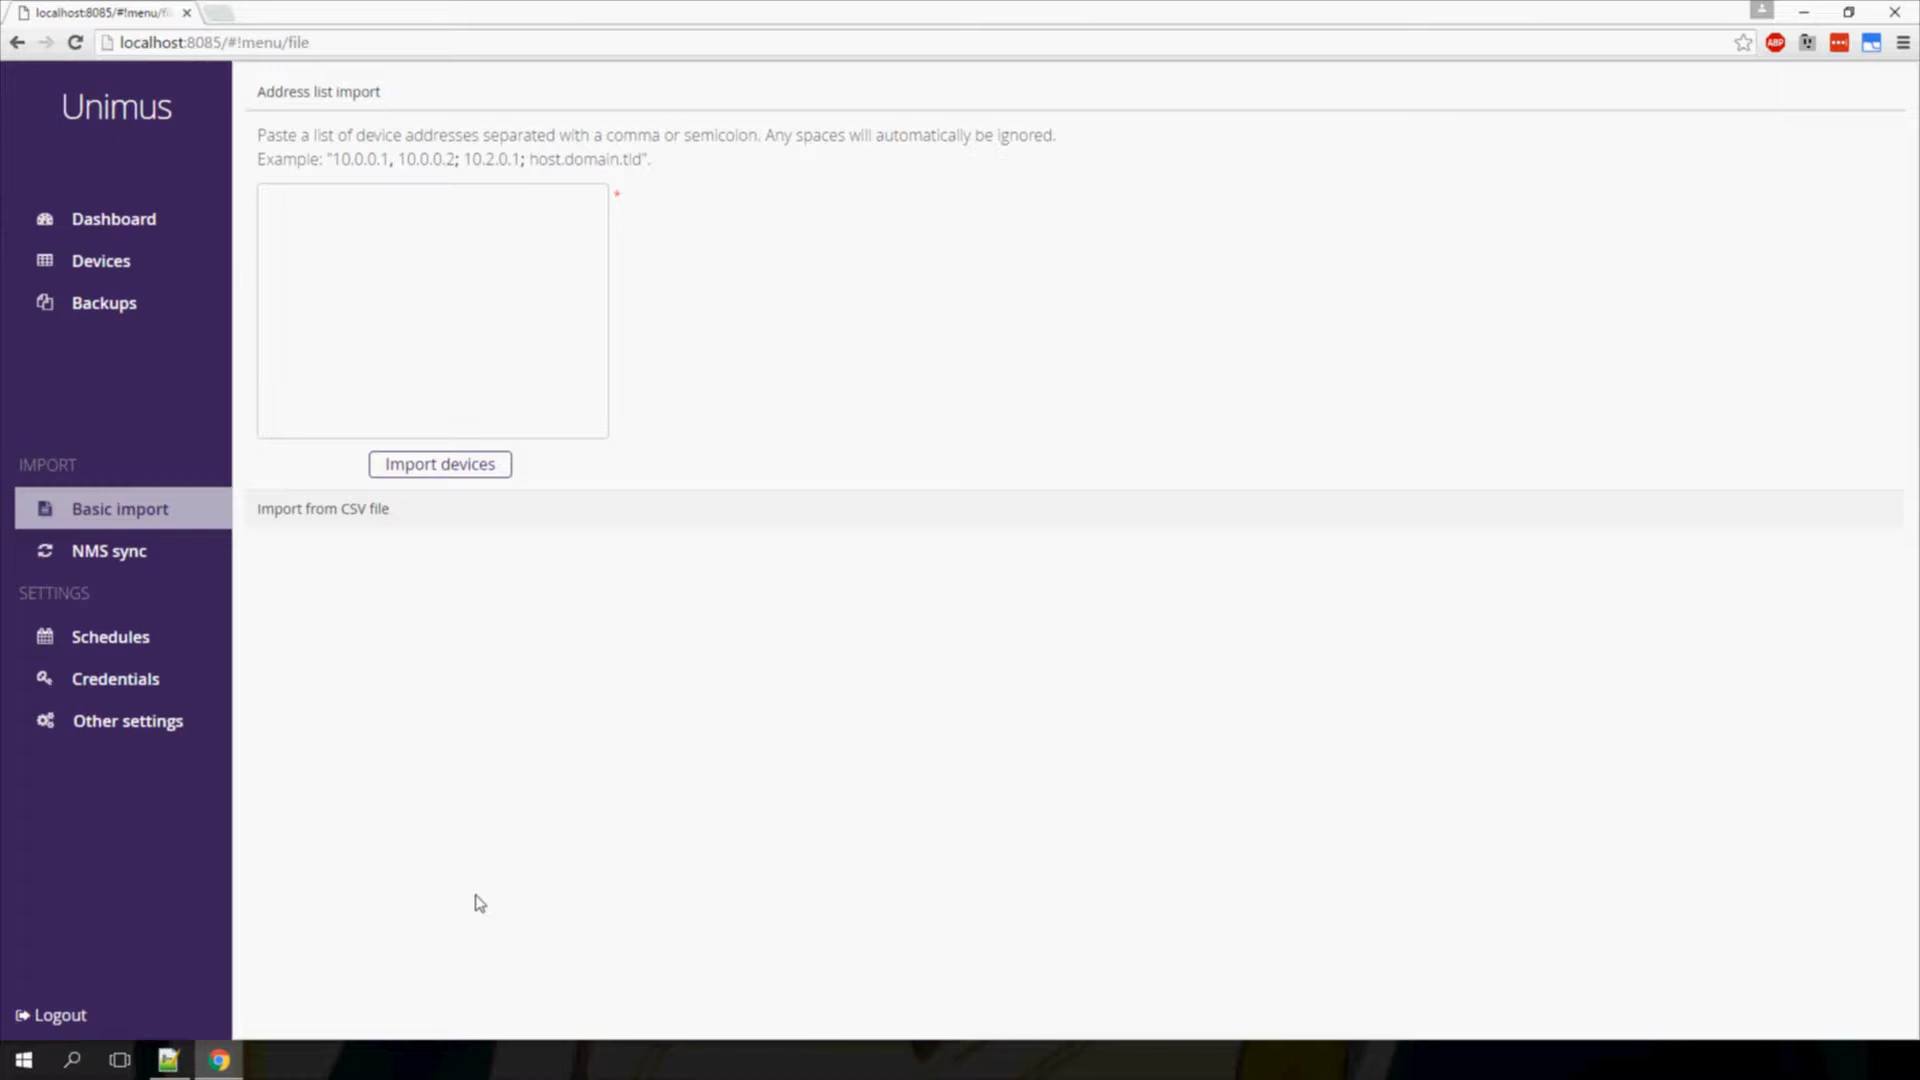 localhost:8085/#!menu/fi
localhost:8085/#!menu/file
ABP
Unimus
Dashboard
Devices
Backups
IMPORT
Basic import
NMS sync
SETTINGS
Schedules
Credentials
Other settings
Logout
Address list import
Paste a list of device addresses separated with a comma or semicolon. Any spaces will automatically be ignored.
Example: "10.0.0.1, 10.0.0.2; 10.2.0.1; host.domain.tld".
*
Import devices
Import from CSV file